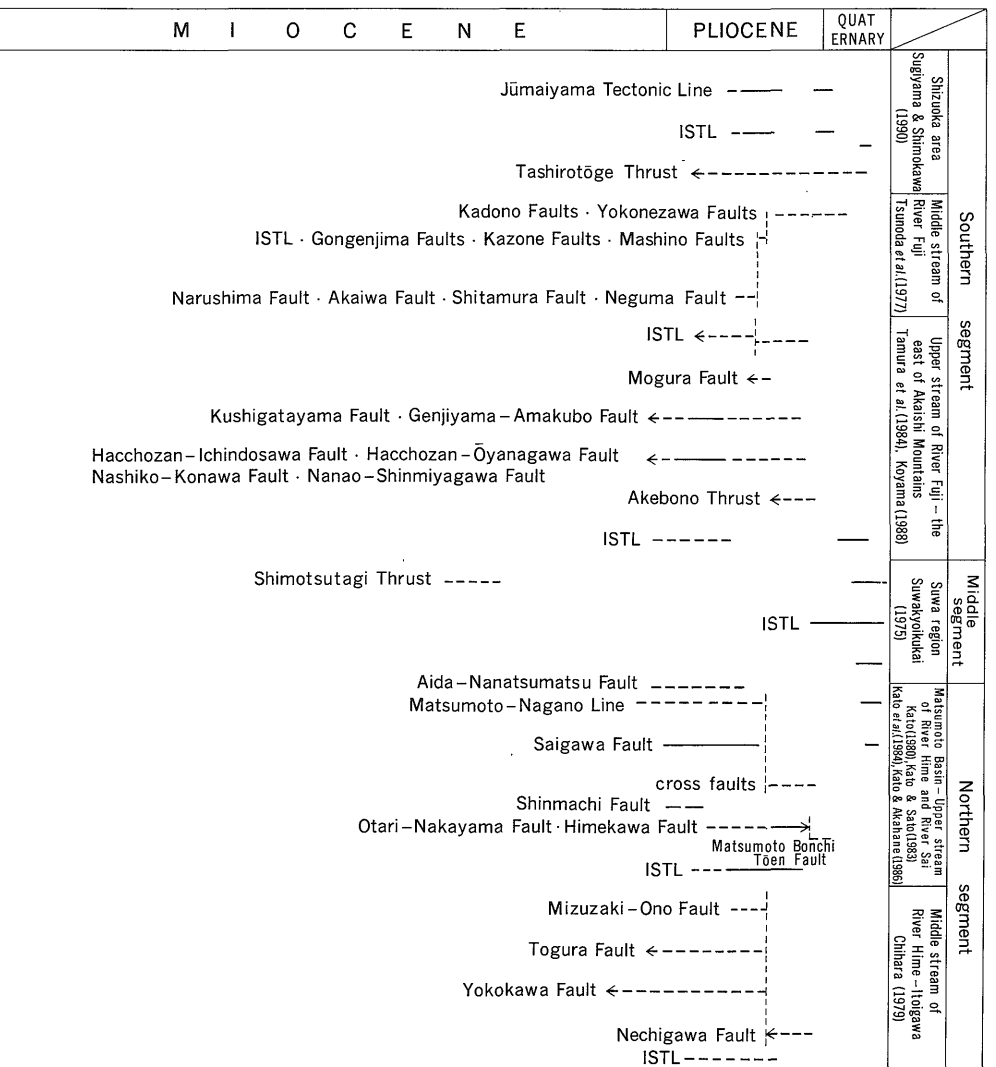 M I O C E N E
PLIOCENE
QUAT
ERNARY
Jūmaiyama Tectonic Line
ISTL
Tashirotōge Thrust
Kadono Faults · Yokonezawa Faults
ISTL · Gongenjima Faults · Kazone Faults · Mashino Faults
Narushima Fault · Akaiwa Fault · Shitamura Fault · Neguma Fault
ISTL
Mogura Fault
Kushigatayama Fault · Genjiyama–Amakubo Fault
Hacchozan–Ichindosawa Fault · Hacchozan–Ōyanagawa Fault
Nashiko–Konawa Fault · Nanao–Shinmiyagawa Fault
Akebono Thrust
ISTL
Shimotsutagi Thrust
ISTL
Aida–Nanatsumatsu Fault
Matsumoto–Nagano Line
Saigawa Fault
cross faults
Shinmachi Fault
Otari–Nakayama Fault·Himekawa Fault
Matsumoto Bonchi
Tōen Fault
ISTL
Mizuzaki–Ono Fault
Togura Fault
Yokokawa Fault
Nechigawa Fault
ISTL
Shizuoka area
Sugiyama & Shimokawa
(1990)
Middle stream of
River Fuji
Tsunoda et al.(1977)
Upper stream of River Fuji – the
east of Akaishi Mountains
Tamura et al.(1984), Koyama(1988)
Suwa region
Suwakyoikukai
(1975)
Matsumoto Basin–Upper stream
of River Hime and River Sai
Kato(1980),Kato & Sato(1983)
Kato et al.(1984),Kato & Akahane(1986)
Middle stream of
River Hime–Itoigawa
Chihara (1979)
Southern segment
Middle
segment
Northern segment